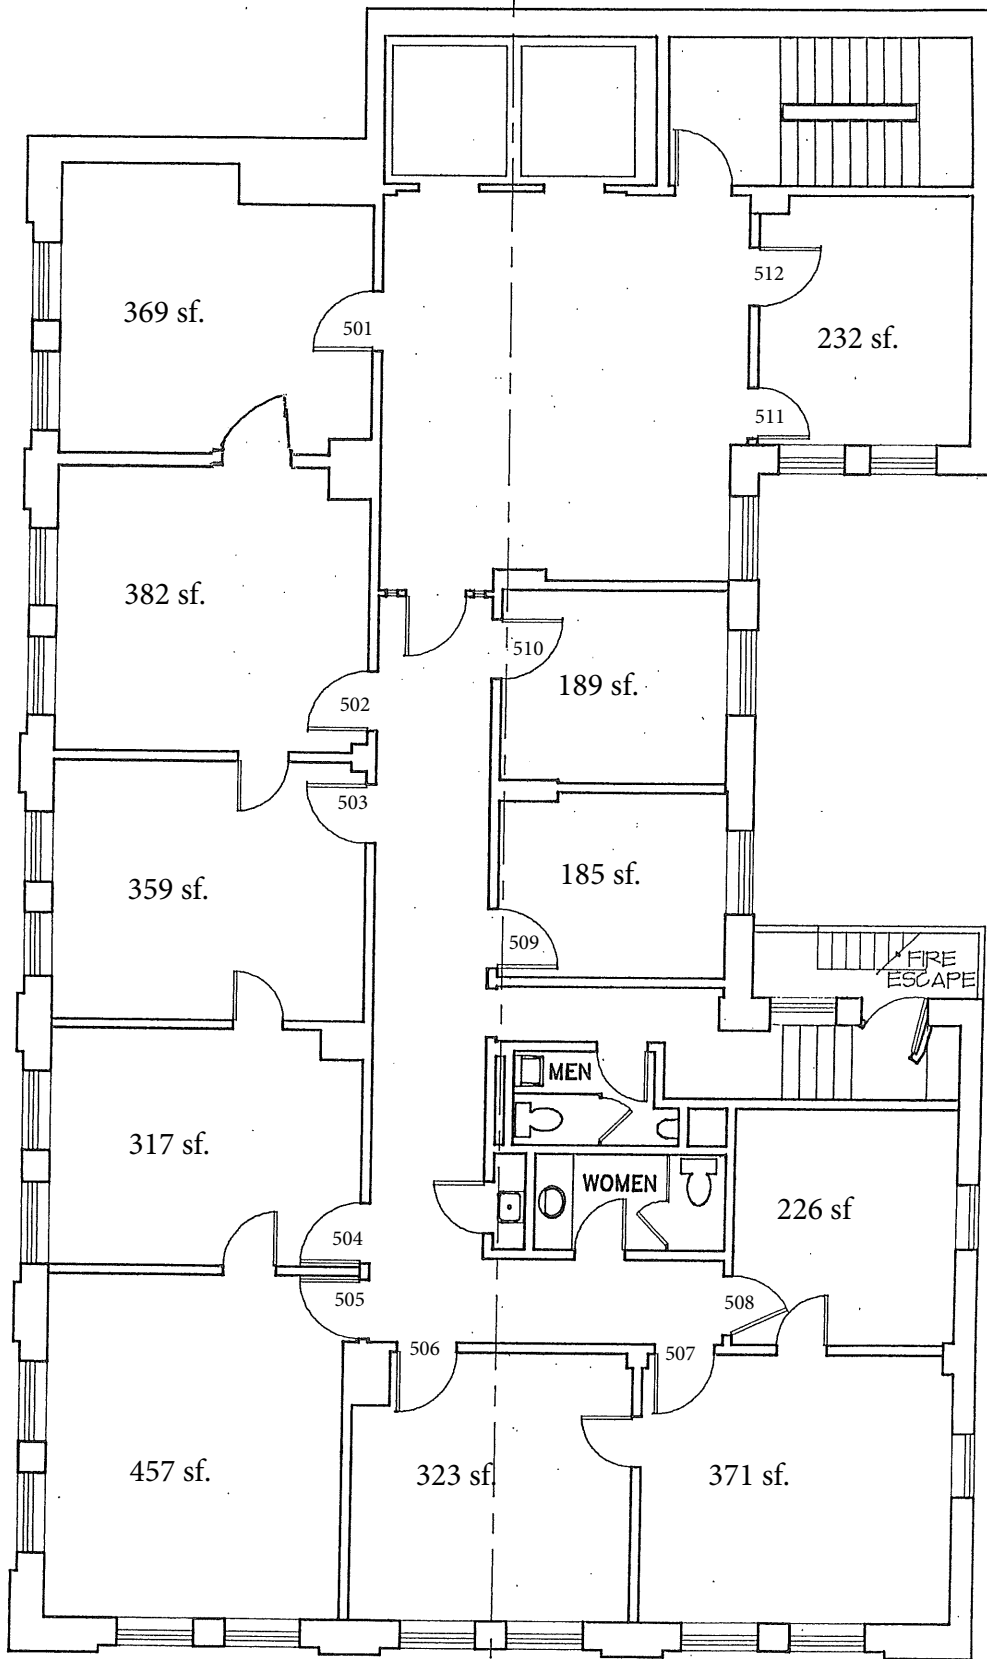 512
369 sf.
501
232 sf.
511
382 sf.
510
189 sf.
502
503
185 sf.
359 sf.
509
FIRE
ESCAPE
MEN
317 sf.
WOMEN
226 sf
504
505
508
506
507
457 sf.
323 sf.
371 sf.